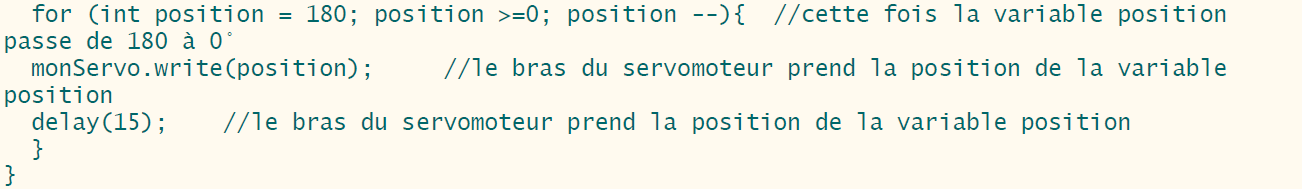 for (int position = 180; position >=0; position --){  //cette fois la variable position
passe de 180 à 0°
monServo.write(position);     //le bras du servomoteur prend la position de la variable
position
delay(15);    //le bras du servomoteur prend la position de la variable position
}
}